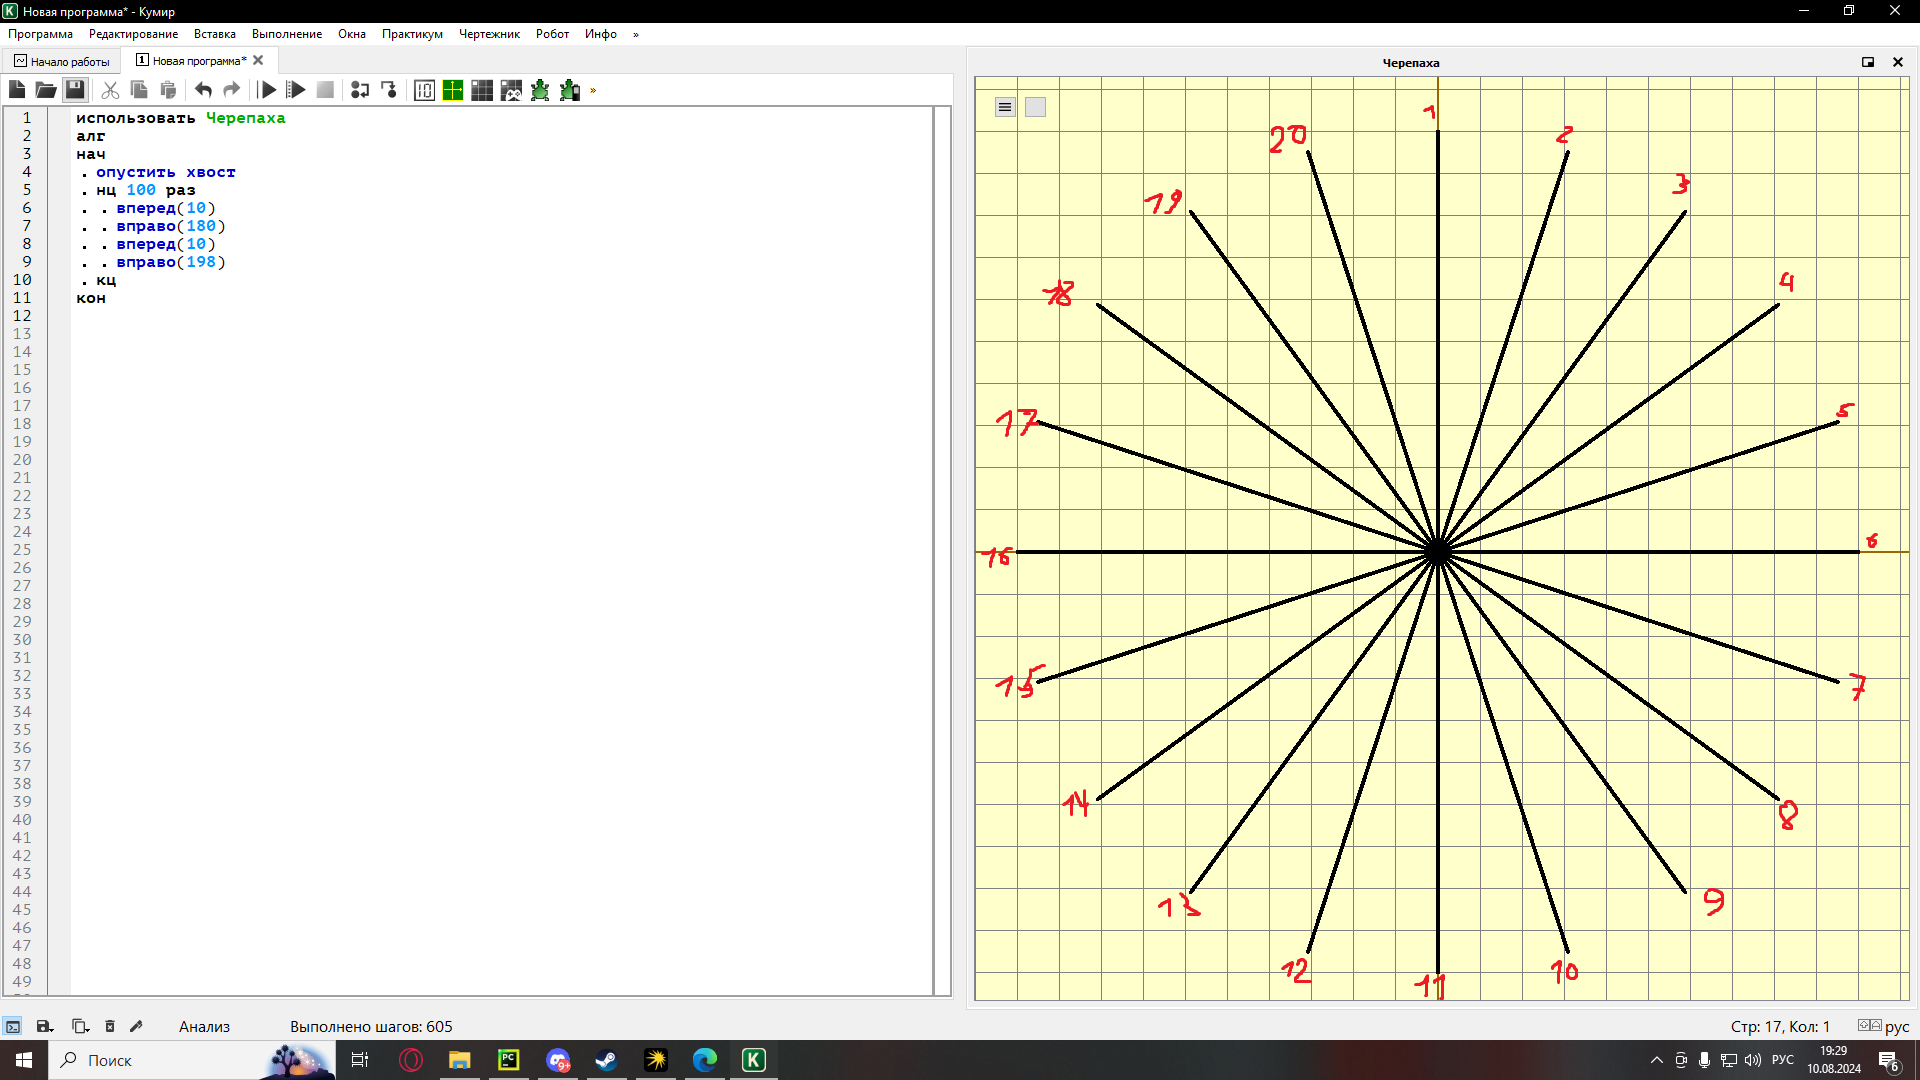 Новая программа* - Кумир
Программа Редактирование Вставка Выполнение Окна Практикум Чертежник Робот Инфо »
Начало работы
1 Новая программа*
Черепаха
»
1 использовать Черепаха
2 алг
3 нач
4 . опустить хвост
5 . нц 100 раз
6 . . вперед(10)
7 . . вправо(180)
8 . . вперед(10)
9 . . вправо(198)
10 . кц
11 кон
12
13
14
15
16
17
18
19
20
21
22
23
24
25
26
27
28
29
30
31
32
33
34
35
36
37
38
39
40
41
42
43
44
45
46
47
48
49
1
2
3
4
5
6
7
8
9
10
11
12
13
14
15
16
17
18
19
20
Анализ
Выполнено шагов: 605
Стр: 17, Кол: 1
рус
Поиск
PC
9+
K
РУС
19:29
10.08.2024
6